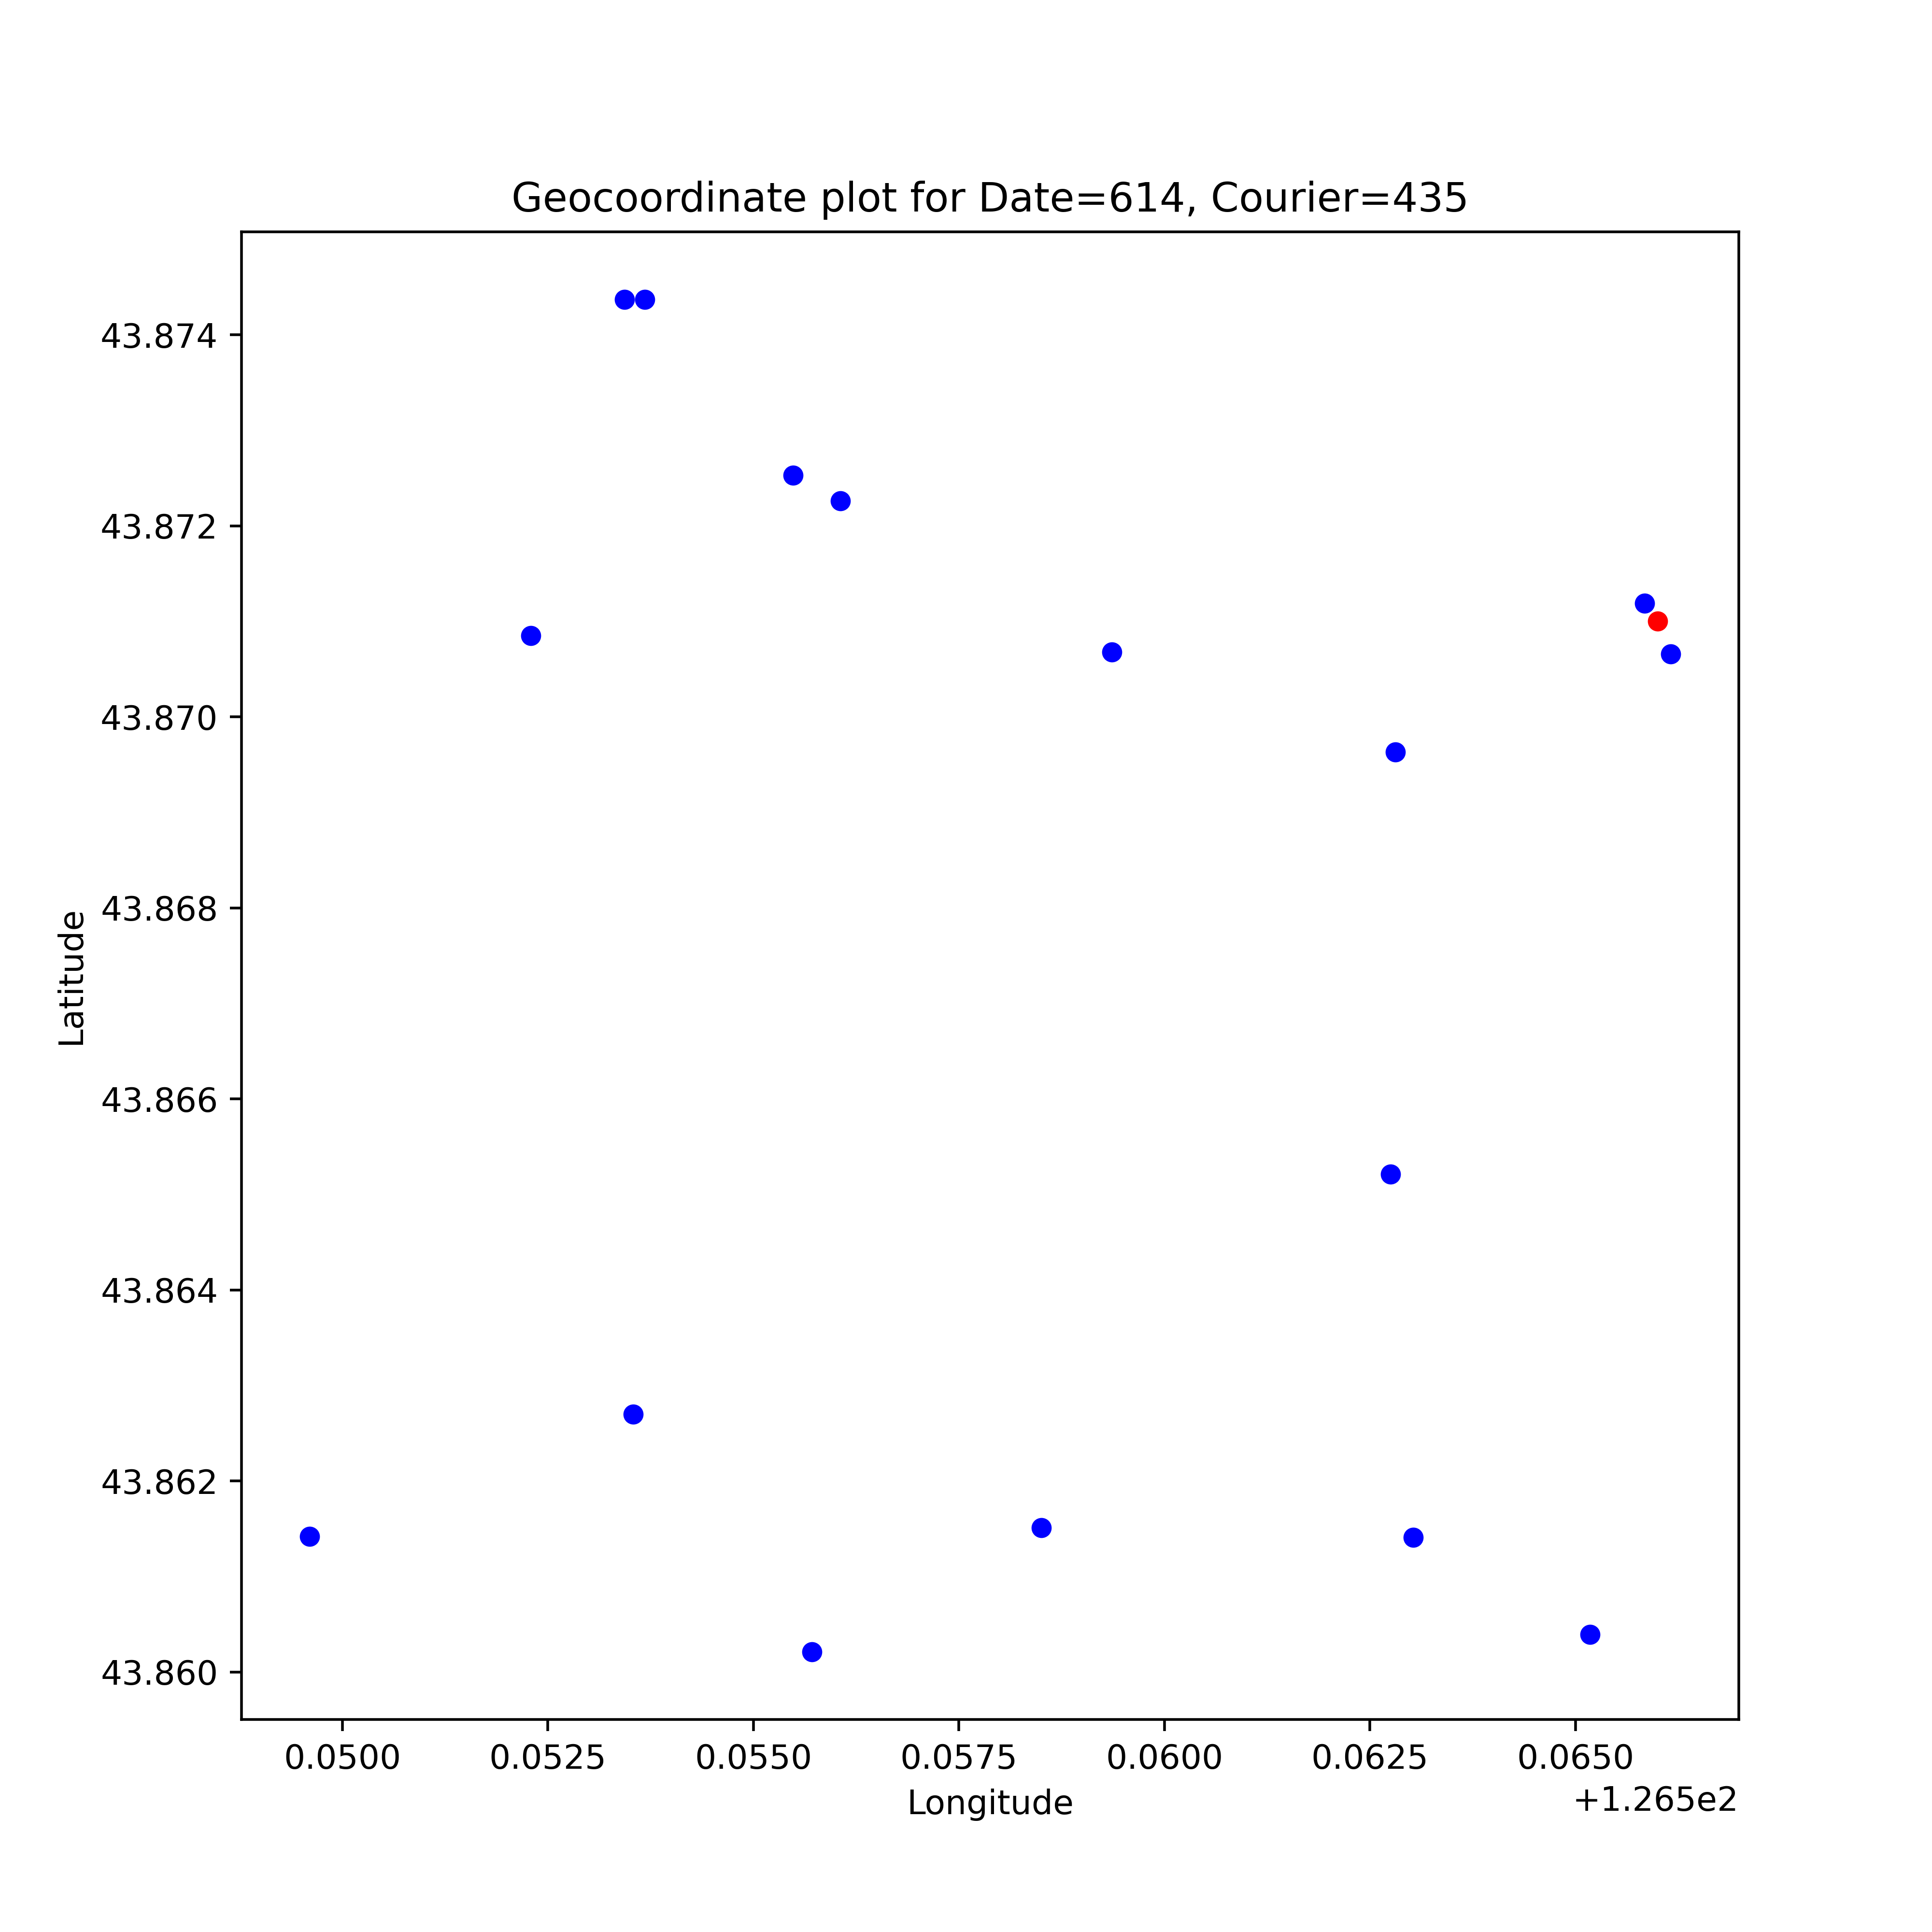 Geocoordinate plot for Date=614, Courier=435
43.874
43.872
43.870
43.868
43.866
43.864
43.862
43.860
Latitude
0.0500 0.0525 0.0550 0.0575 0.0600 0.0625 0.0650
Longitude
+1.265e2